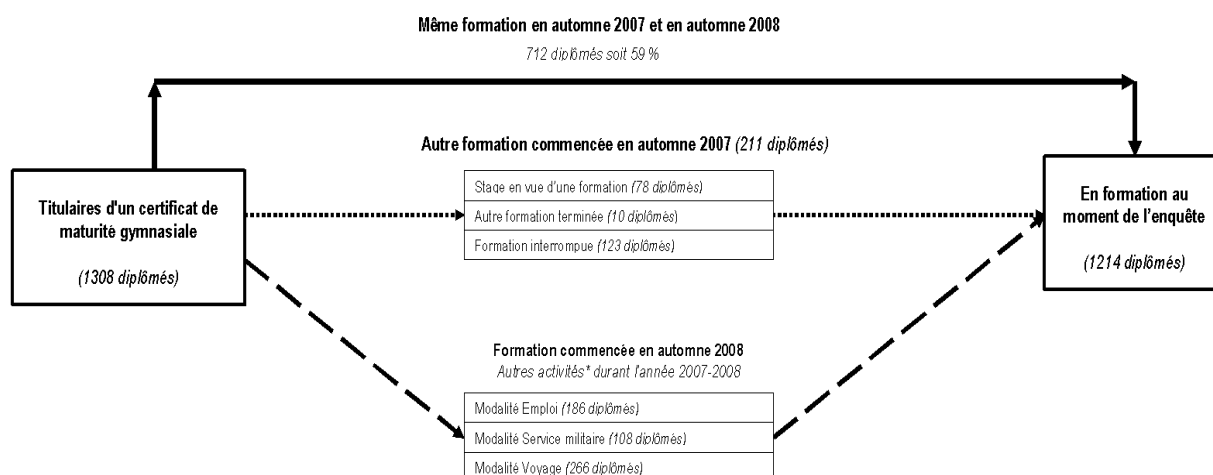 Même formation en automne 2007 et en automne 2008
712 diplômés soit 59 %
Autre formation commencée en automne 2007 (211 diplômés)
Stage en vue d'une formation (78 diplômés)
Autre formation terminée (10 diplômés)
Formation interrompue (123 diplômés)
Titulaires d'un certificat de
maturité gymnasiale
(1308 diplômés)
En formation au
moment de l'enquête
(1214 diplômés)
Formation commencée en automne 2008
Autres activités* durant l'année 2007-2008
Modalité Emploi (186 diplômés)
Modalité Service militaire (108 diplômés)
Modalité Voyage (266 diplômés)